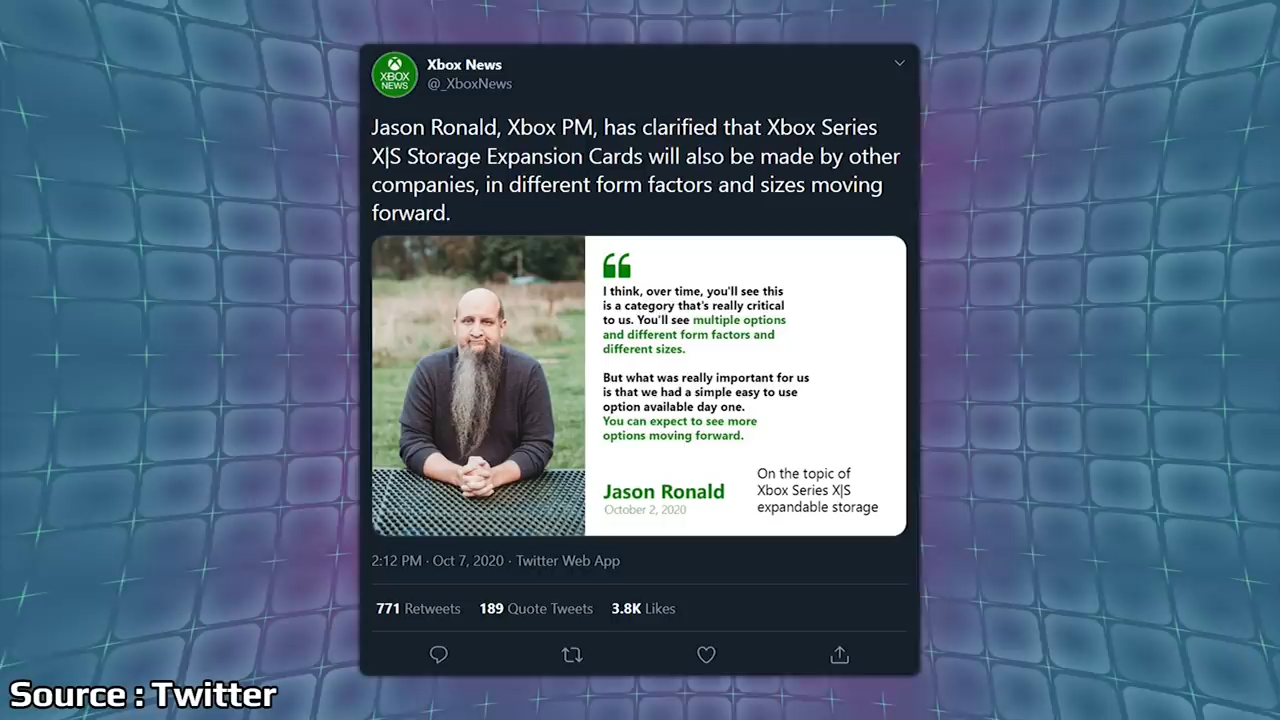 XBOX
NEWS
Xbox News
@_XboxNews
Jason Ronald, Xbox PM, has clarified that Xbox Series
X|S Storage Expansion Cards will also be made by other
companies, in different form factors and sizes moving
forward.
I think, over time, you'll see this
is a category that's really critical
to us. You'll see multiple options
and different form factors and
different sizes.
But what was really important for us
is that we had a simple easy to use
option available day one.
You can expect to see more
options moving forward.
Jason Ronald
October 2, 2020
On the topic of
Xbox Series X|S
expandable storage
2:12 PM · Oct 7, 2020 · Twitter Web App
771 Retweets 189 Quote Tweets 3.8K Likes
Source : Twitter